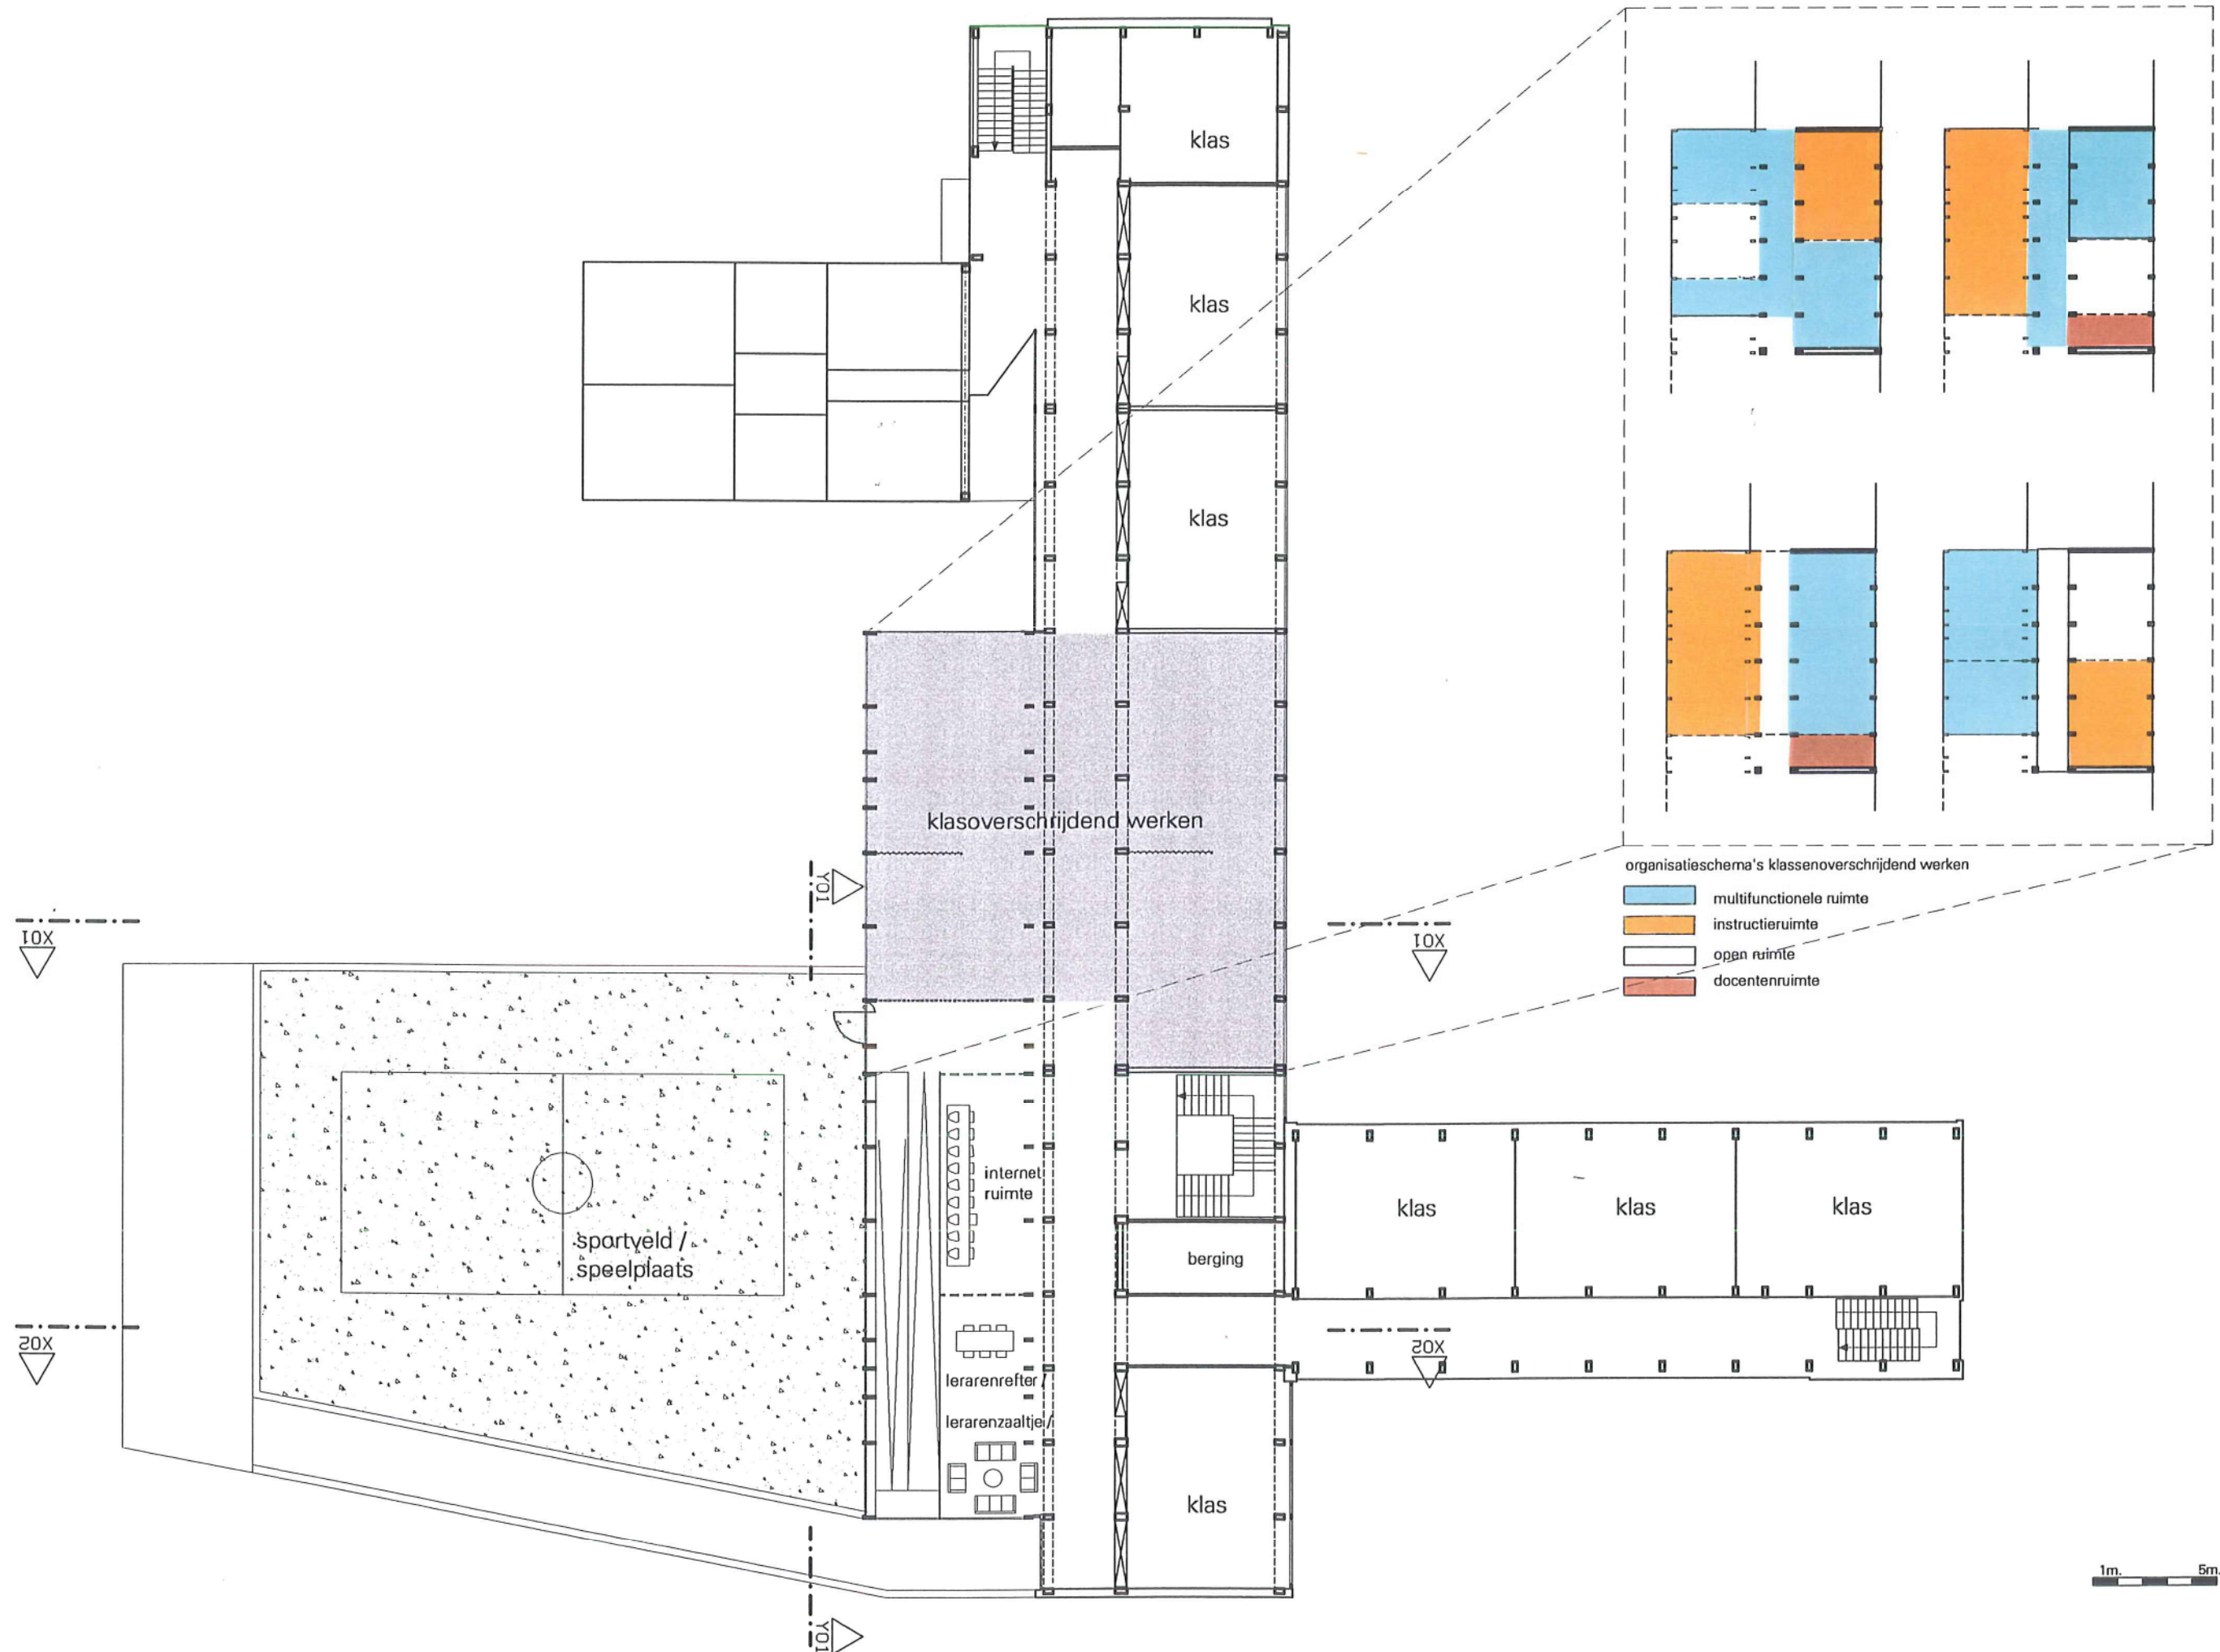 klas
klas
klas
klasoverschrijdend werken
organisatieschema's klassenoverschrijdend werken
multifunctionele ruimte
instructieruimte
open ruimte
docentenruimte
Y01
X01
X01
internet
ruimte
klas
klas
klas
sportveld /
speelplaats
berging
X02
X02
lerarenrefter /
lerarenzaaltje /
klas
1m. 5m.
Y01